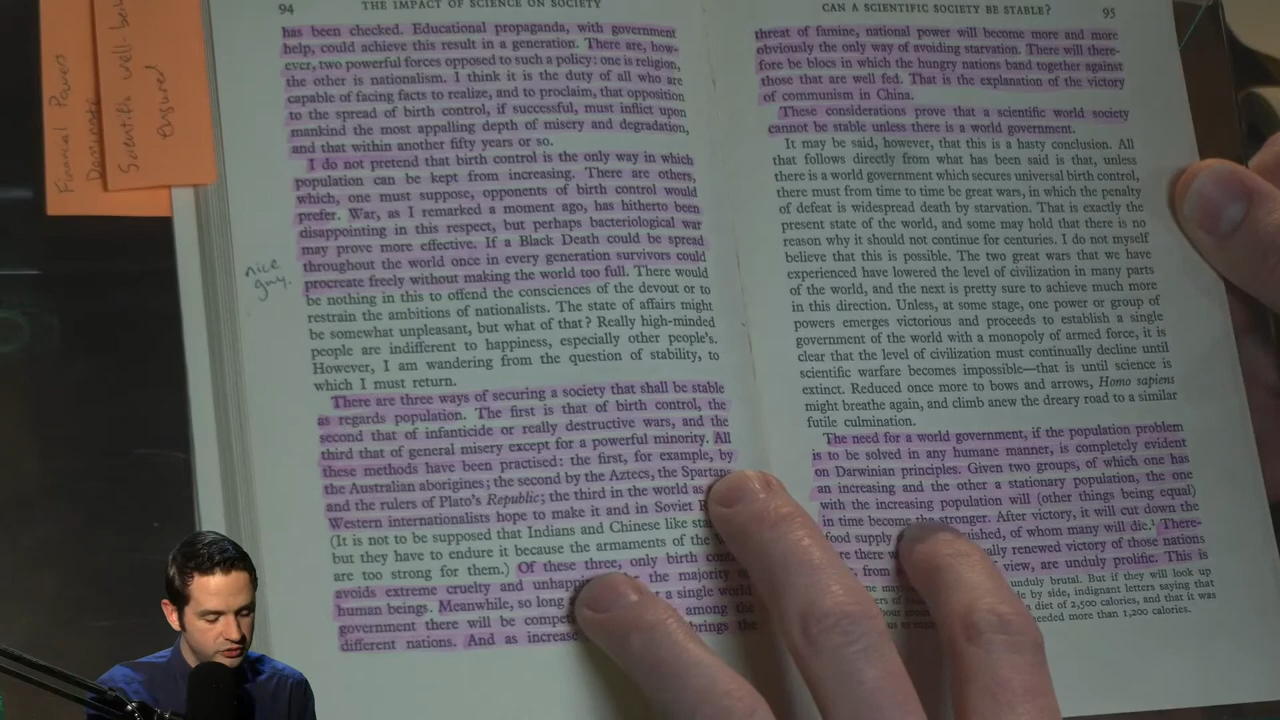 94
THE IMPACT OF SCIENCE ON SOCIETY
has been checked. Educational propaganda, with government
help, could achieve this result in a generation. There are, how-
ever, two powerful forces opposed to such a policy: one is religion,
the other is nationalism. I think it is the duty of all who are
capable of facing facts to realize, and to proclaim, that opposition
to the spread of birth control, if successful, must inflict upon
mankind the most appalling depth of misery and degradation,
and that within another fifty years or so.
I do not pretend that birth control is the only way in which
population can be kept from increasing. There are others,
which, one must suppose, opponents of birth control would
prefer. War, as I remarked a moment ago, has hitherto been
disappointing in this respect, but perhaps bacteriological war
may prove more effective. If a Black Death could be spread
throughout the world once in every generation survivors could
procreate freely without making the world too full. There would
be nothing in this to offend the consciences of the devout or to
restrain the ambitions of nationalists. The state of affairs might
be somewhat unpleasant, but what of that? Really high-minded
people are indifferent to happiness, especially other people's.
However, I am wandering from the question of stability, to
which I must return.
There are three ways of securing a society that shall be stable
as regards population. The first is that of birth control, the
second that of infanticide or really destructive wars, and the
third that of general misery except for a powerful minority. All
these methods have been practised: the first, for example, by
the Australian aborigines; the second by the Aztecs, the Spartans
and the rulers of Plato's Republic; the third in the world as
Western internationalists hope to make it and in Soviet
(It is not to be supposed that Indians and Chinese like
but they have to endure it because the armaments of the
are too strong for them.) Of these three, only birth
avoids extreme cruelty and the majority
human beings. Meanwhile, so long a single world
government there will be among the
different nations. And as increase brings the
nice
guy.
Financial Powers
Dominate
Scientific well-being
ensured
CAN A SCIENTIFIC SOCIETY BE STABLE?
95
threat of famine, national power will become more and more
obviously the only way of avoiding starvation. There will there-
fore be blocs in which the hungry nations band together against
those that are well fed. That is the explanation of the victory
of communism in China.
These considerations prove that a scientific world society
cannot be stable unless there is a world government.
It may be said, however, that this is a hasty conclusion. All
that follows directly from what has been said is that, unless
there is a world government which secures universal birth control,
there must from time to time be great wars, in which the penalty
of defeat is widespread death by starvation. That is exactly the
present state of the world, and some may hold that there is no
reason why it should not continue for centuries. I do not myself
believe that this is possible. The two great wars that we have
experienced have lowered the level of civilization in many parts
of the world, and the next is pretty sure to achieve much more
in this direction. Unless, at some stage, one power or group of
powers emerges victorious and proceeds to establish a single
government of the world with a monopoly of armed force, it is
clear that the level of civilization must continually decline until
scientific warfare becomes impossible—that is until science is
extinct. Reduced once more to bows and arrows, Homo sapiens
might breathe again, and climb anew the dreary road to a similar
futile culmination.
The need for a world government, if the population problem
is to be solved in any humane manner, is completely evident
on Darwinian principles. Given two groups, of which one has
an increasing and the other a stationary population, the one
with the increasing population will (other things being equal)
in time become the stronger. After victory, it will cut down the
food supply of whom many will die.¹ There-
there renewed victory of those nations
from view, are unduly prolific. This is
unduly brutal. But if they will look up
side by side, indignant letters saying that
a diet of 2,500 calories, and that it was
needed more than 1,200 calories.